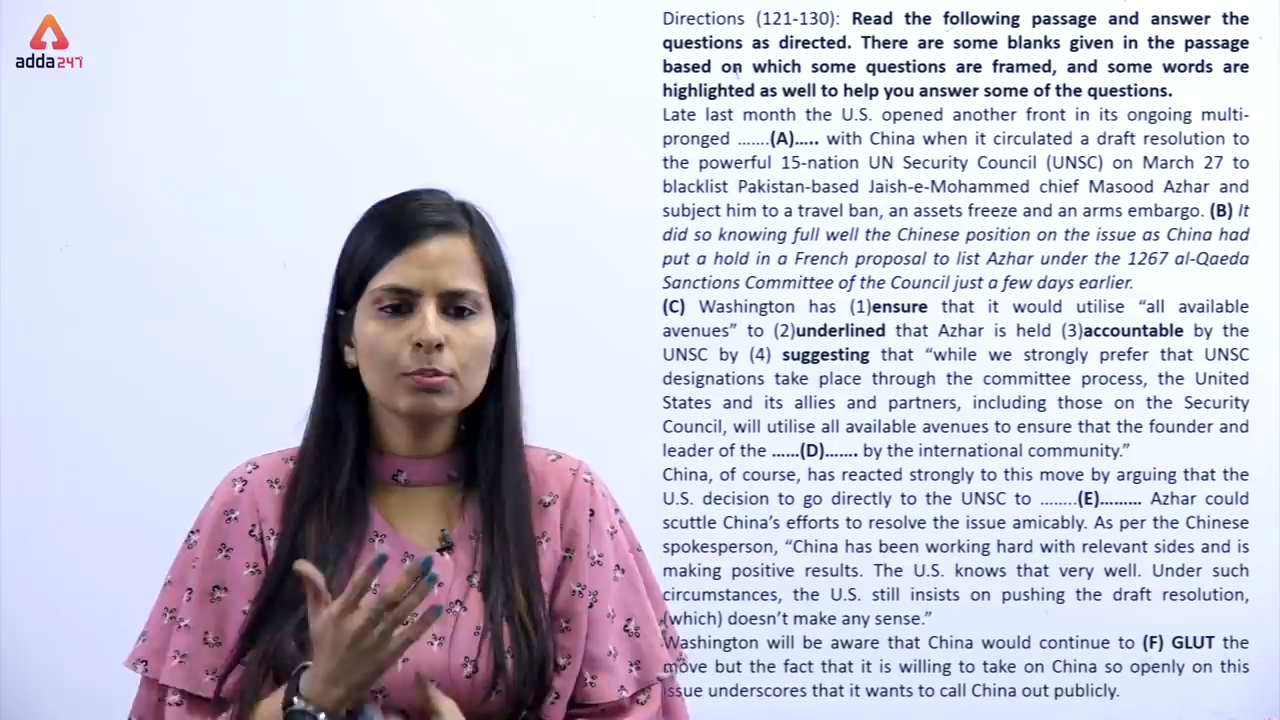 adda247
Directions (121-130): Read the following passage and answer the
questions as directed. There are some blanks given in the passage
based on which some questions are framed, and some words are
highlighted as well to help you answer some of the questions.
Late last month the U.S. opened another front in its ongoing multi-
pronged .......(A)..... with China when it circulated a draft resolution to
the powerful 15-nation UN Security Council (UNSC) on March 27 to
blacklist Pakistan-based Jaish-e-Mohammed chief Masood Azhar and
subject him to a travel ban, an assets freeze and an arms embargo. (B) It
did so knowing full well the Chinese position on the issue as China had
put a hold in a French proposal to list Azhar under the 1267 al-Qaeda
Sanctions Committee of the Council just a few days earlier.
(C) Washington has (1)ensure that it would utilise “all available
avenues” to (2)underlined that Azhar is held (3)accountable by the
UNSC by (4) suggesting that “while we strongly prefer that UNSC
designations take place through the committee process, the United
States and its allies and partners, including those on the Security
Council, will utilise all available avenues to ensure that the founder and
leader of the ......(D)....... by the international community.”
China, of course, has reacted strongly to this move by arguing that the
U.S. decision to go directly to the UNSC to ........(E)......... Azhar could
scuttle China’s efforts to resolve the issue amicably. As per the Chinese
spokesperson, “China has been working hard with relevant sides and is
making positive results. The U.S. knows that very well. Under such
circumstances, the U.S. still insists on pushing the draft resolution,
(which) doesn’t make any sense.”
Washington will be aware that China would continue to (F) GLUT the
move but the fact that it is willing to take on China so openly on this
issue underscores that it wants to call China out publicly.